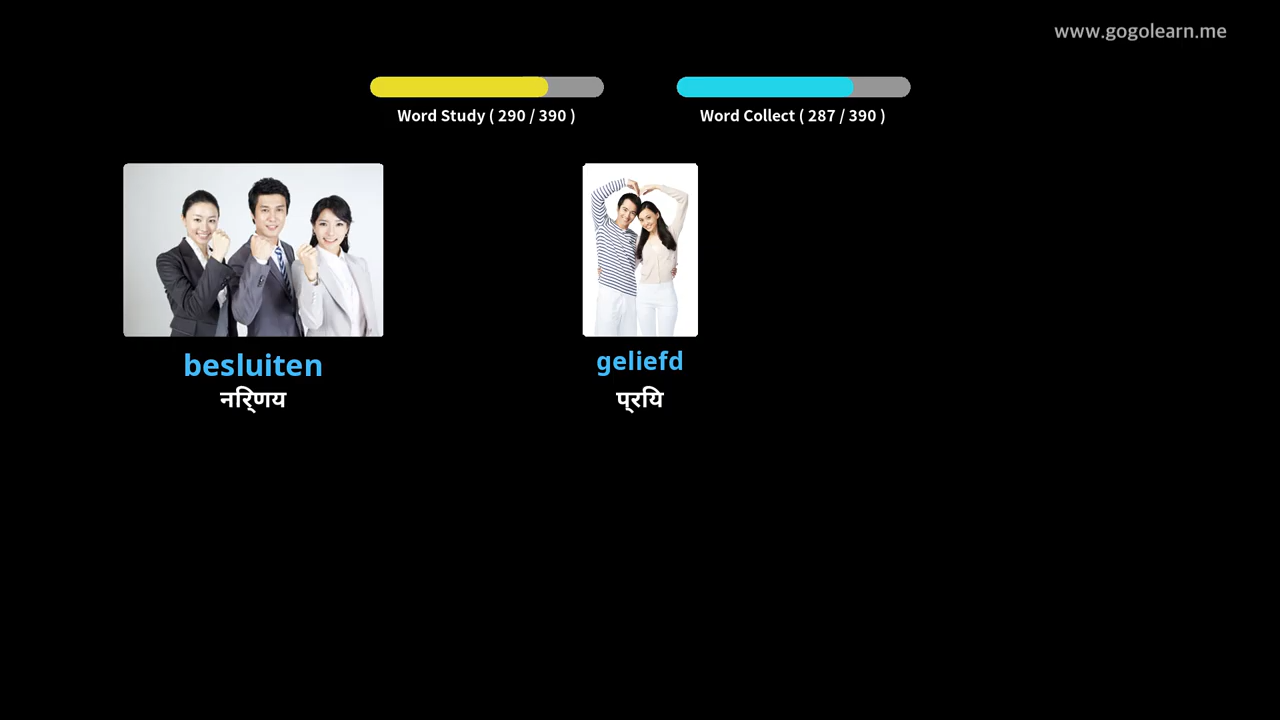 www.gogolearn.me
Word Study ( 290 / 390 )
Word Collect ( 287 / 390 )
besluiten
निर्णय
geliefd
प्रिय